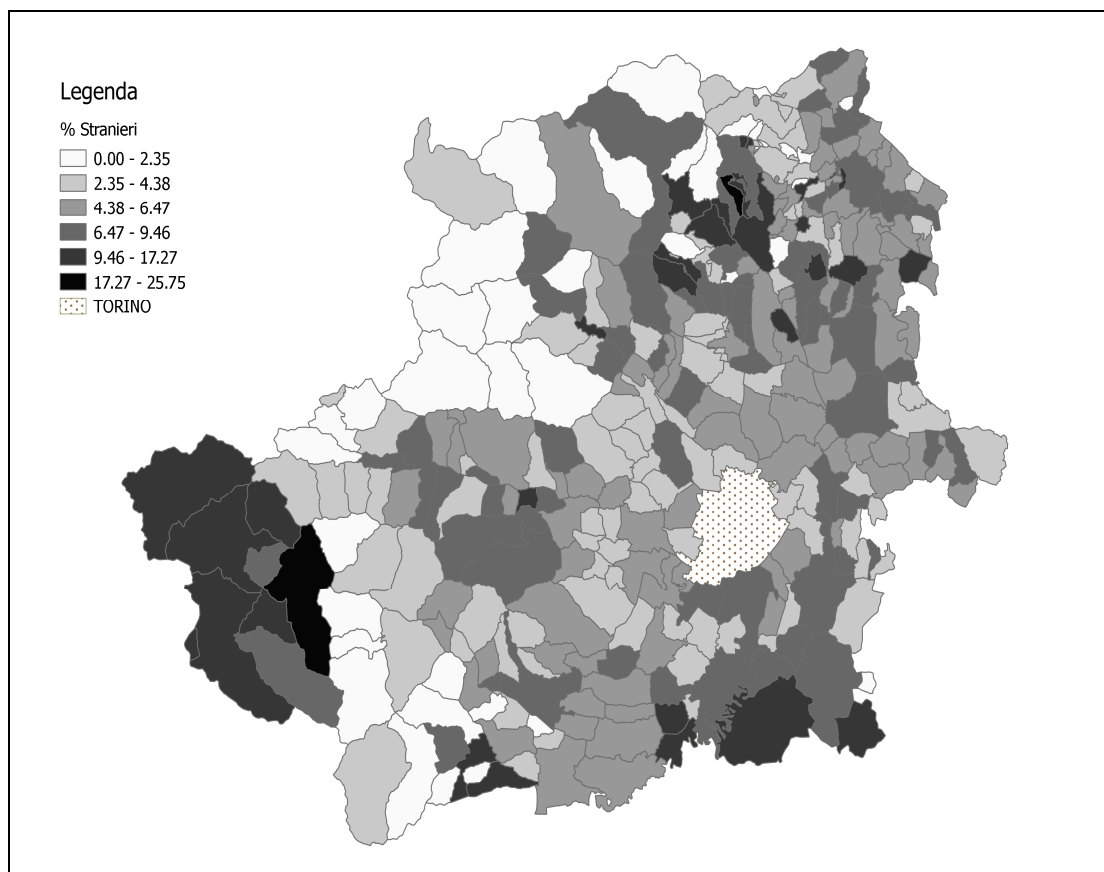 Legenda
% Stranieri
0.00 - 2.35
2.35 - 4.38
4.38 - 6.47
6.47 - 9.46
9.46 - 17.27
17.27 - 25.75
TORINO